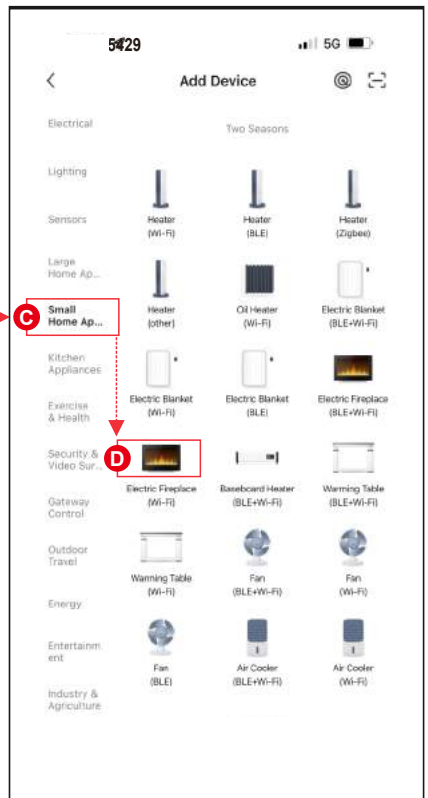 5429
5G
Add Device
Electrical
Lighting
Sensors
Large
Home Ap...
C
Small
Home Ap...
Kitchen
Appliances
Exercise
& Health
Security &
Video Sur...
Gateway
Control
Outdoor
Travel
Energy
Entertainm
ent
Industry &
Agriculture
Two Seasons
Heater
(Wi-Fi)
Heater
(BLE)
Heater
(Zigbee)
Heater
(other)
Oil Heater
(Wi-Fi)
Electric Blanket
(BLE+Wi-Fi)
Electric Blanket
(Wi-Fi)
Electric Blanket
(BLE)
Electric Fireplace
(BLE+Wi-Fi)
D
Electric Fireplace
(Wi-Fi)
Baseboard Heater
(BLE+Wi-Fi)
Warming Table
(BLE+Wi-Fi)
Warming Table
(Wi-Fi)
Fan
(BLE+Wi-Fi)
Fan
(Wi-Fi)
Fan
(BLE)
Air Cooler
(BLE+Wi-Fi)
Air Cooler
(Wi-Fi)